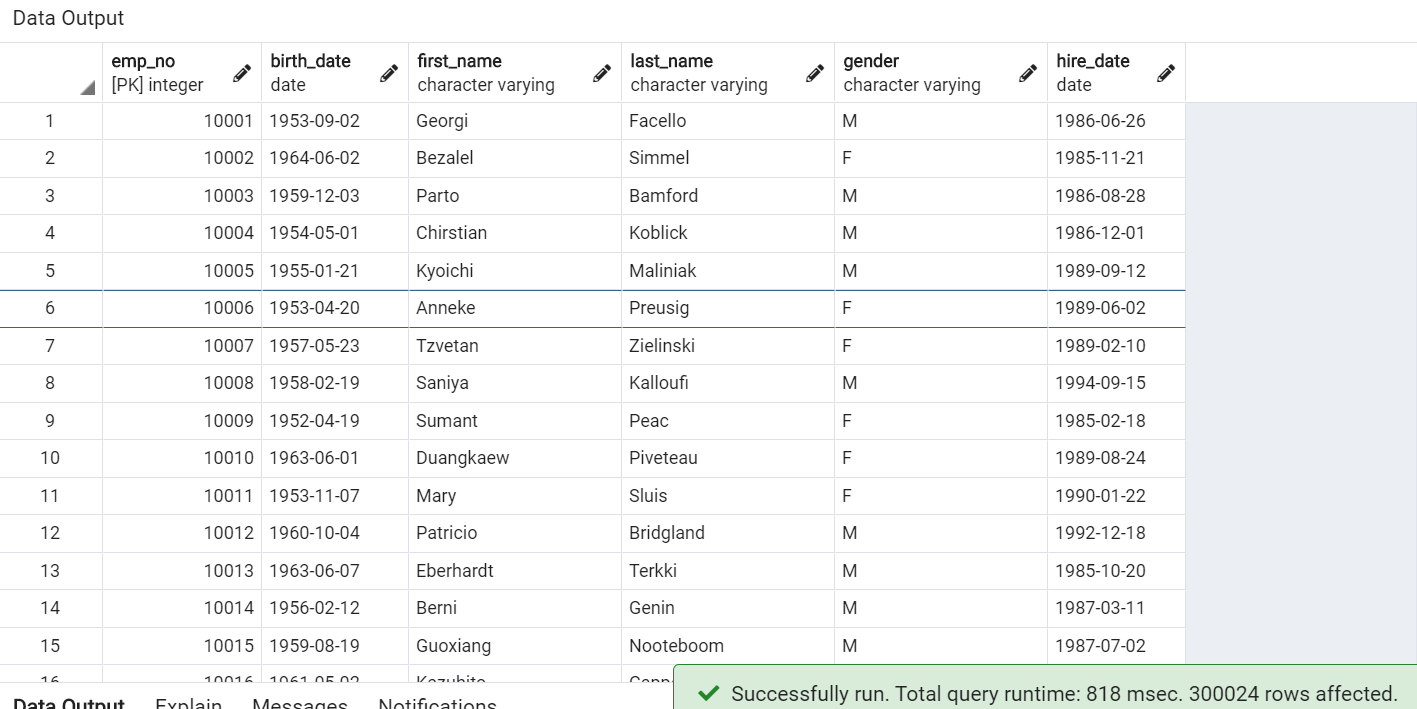 Data Output
emp_no birth_date first_name last_name gender hire_date
[PK] integer date character varying character varying character varying date
1 10001 1953-09-02 Georgi Facello M 1986-06-26
2 10002 1964-06-02 Bezalel Simmel F 1985-11-21
3 10003 1959-12-03 Parto Bamford M 1986-08-28
4 10004 1954-05-01 Chirstian Koblick M 1986-12-01
5 10005 1955-01-21 Kyoichi Maliniak M 1989-09-12
6 10006 1953-04-20 Anneke Preusig F 1989-06-02
7 10007 1957-05-23 Tzvetan Zielinski F 1989-02-10
8 10008 1958-02-19 Saniya Kalloufi M 1994-09-15
9 10009 1952-04-19 Sumant Peac F 1985-02-18
10 10010 1963-06-01 Duangkaew Piveteau F 1989-08-24
11 10011 1953-11-07 Mary Sluis F 1990-01-22
12 10012 1960-10-04 Patricio Bridgland M 1992-12-18
13 10013 1963-06-07 Eberhardt Terkki M 1985-10-20
14 10014 1956-02-12 Berni Genin M 1987-03-11
15 10015 1959-08-19 Guoxiang Nooteboom M 1987-07-02
16 10016 1961-05-02 Kazuhito
Successfully run. Total query runtime: 818 msec. 300024 rows affected.
Data Output Explain Messages Notifications